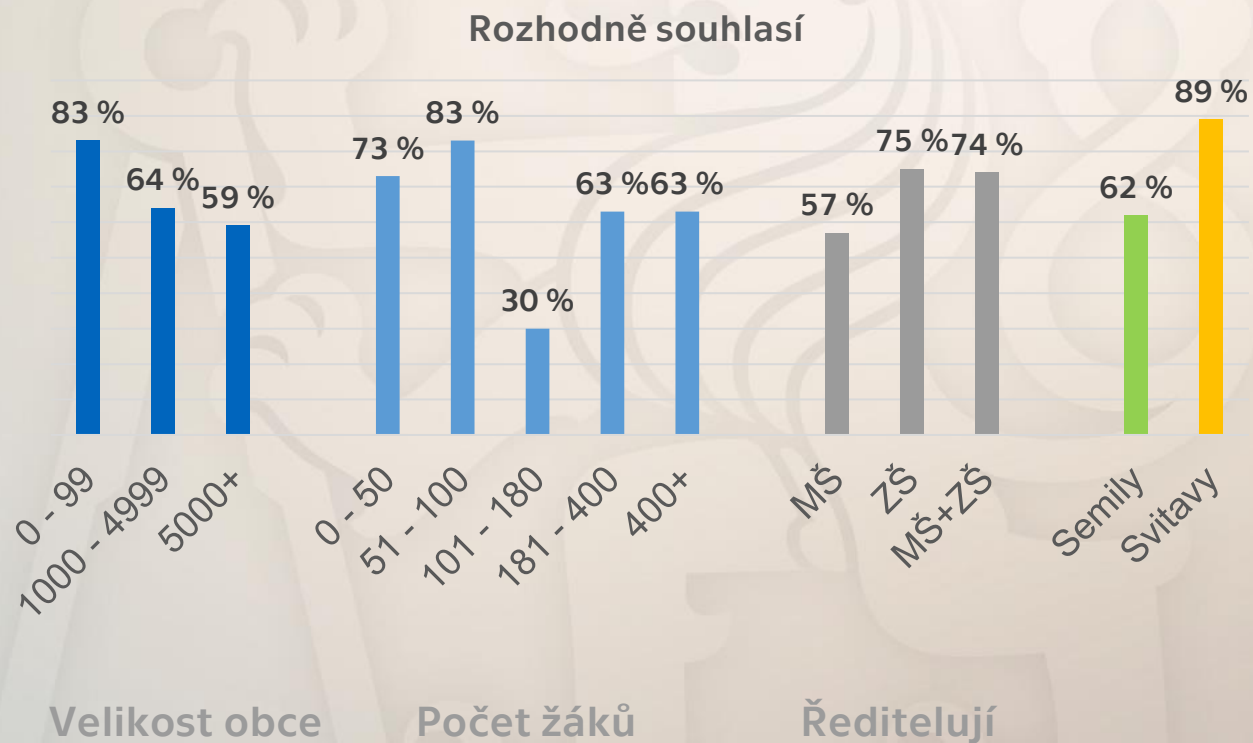 Rozhodně souhlasí
83 %
64 %
59 %
73 %
83 %
30 %
63 %
63 %
57 %
75 %
74 %
62 %
89 %
0 - 99
1000 - 4999
5000+
0 - 50
51 - 100
101 - 180
181 - 400
400+
MŠ
ZŠ
MŠ+ZŠ
Semily
Svitavy
Velikost obce
Počet žáků
Ředitelují